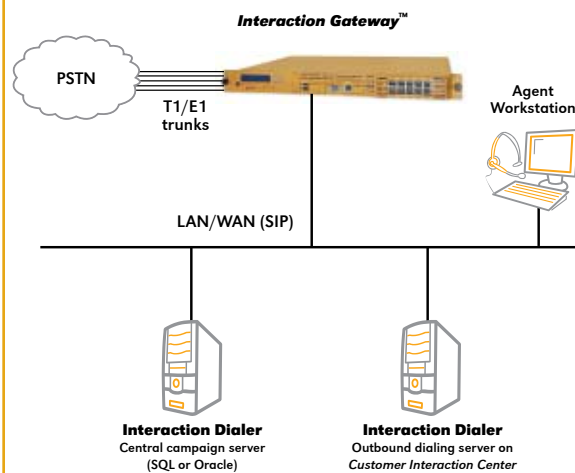 Interaction Gateway™
PSTN
T1/E1
trunks
Agent
Workstation
LAN/WAN (SIP)
Interaction Dialer
Central campaign server
(SQL or Oracle)
Interaction Dialer
Outbound dialing server on
Customer Interaction Center